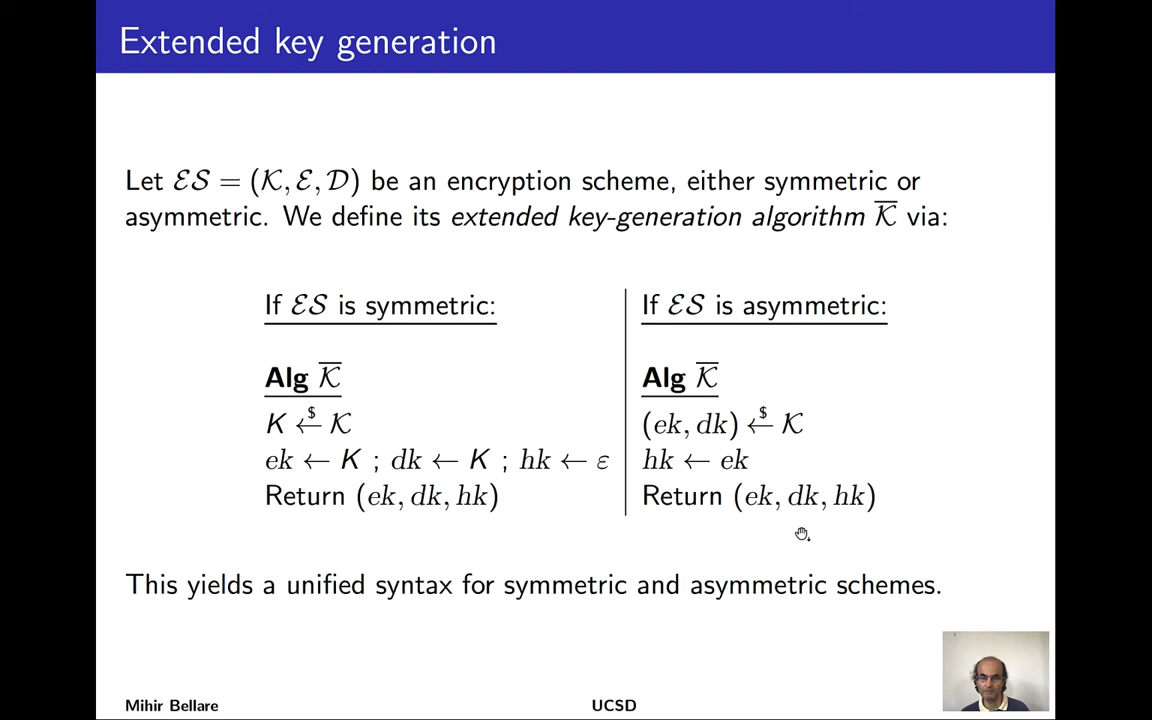 Extended key generation
Let ℰ𝒮 = (𝒦, ℰ, 𝒟) be an encryption scheme, either symmetric or
asymmetric. We define its extended key-generation algorithm 𝒦̅ via:
If ℰ𝒮 is symmetric:
Alg 𝒦̅
K ←$ 𝒦
ek ← K ; dk ← K ; hk ← ε
Return (ek, dk, hk)
If ℰ𝒮 is asymmetric:
Alg 𝒦̅
(ek, dk) ←$ 𝒦
hk ← ek
Return (ek, dk, hk)
This yields a unified syntax for symmetric and asymmetric schemes.
Mihir Bellare
UCSD